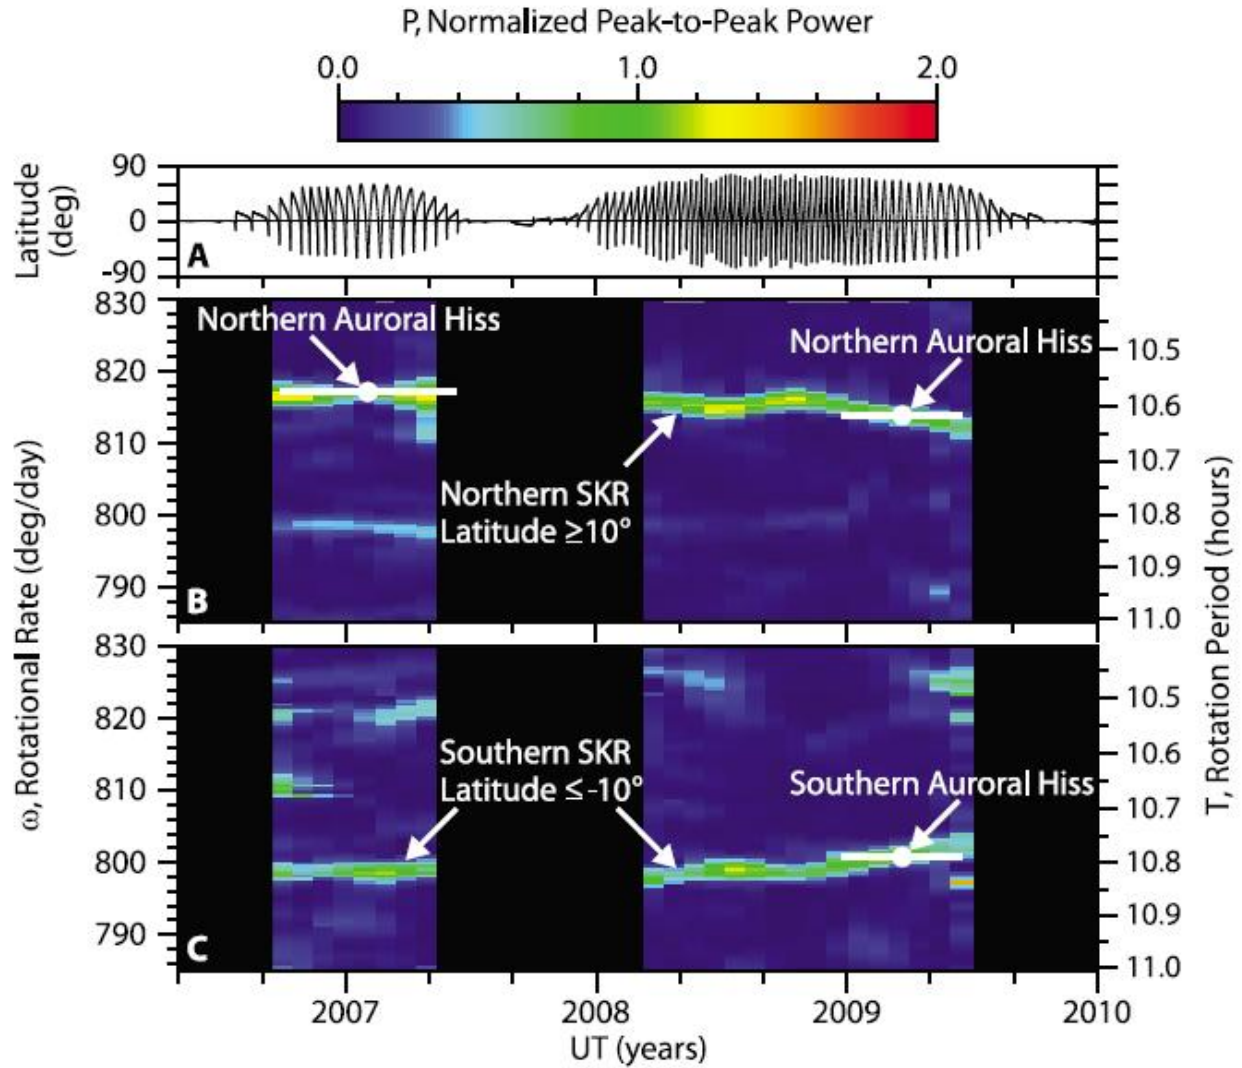 P, Normalized Peak-to-Peak Power
0.0 1.0 2.0
Latitude
(deg)
90
0
-90
A
830
820
810
800
790
Northern Auroral Hiss
Northern Auroral Hiss
Northern SKR
Latitude ≥10°
B
10.5
10.6
10.7
10.8
10.9
11.0
ω, Rotational Rate (deg/day)
T, Rotation Period (hours)
830
820
810
800
790
Southern SKR
Latitude ≤-10°
Southern Auroral Hiss
C
10.5
10.6
10.7
10.8
10.9
11.0
2007 2008 2009 2010
UT (years)